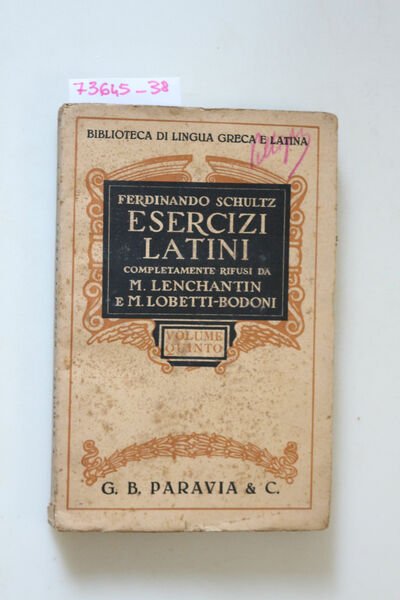 73645-38
BIBLIOTECA DI LINGUA GRECA E LATINA
FERDINANDO SCHULTZ
ESERCIZI
LATINI
COMPLETAMENTE RIFUSI DA
M. LENCHANTIN
E M. LOBETTI-BODONI
VOLUME
QUINTO
G. B. PARAVIA & C.